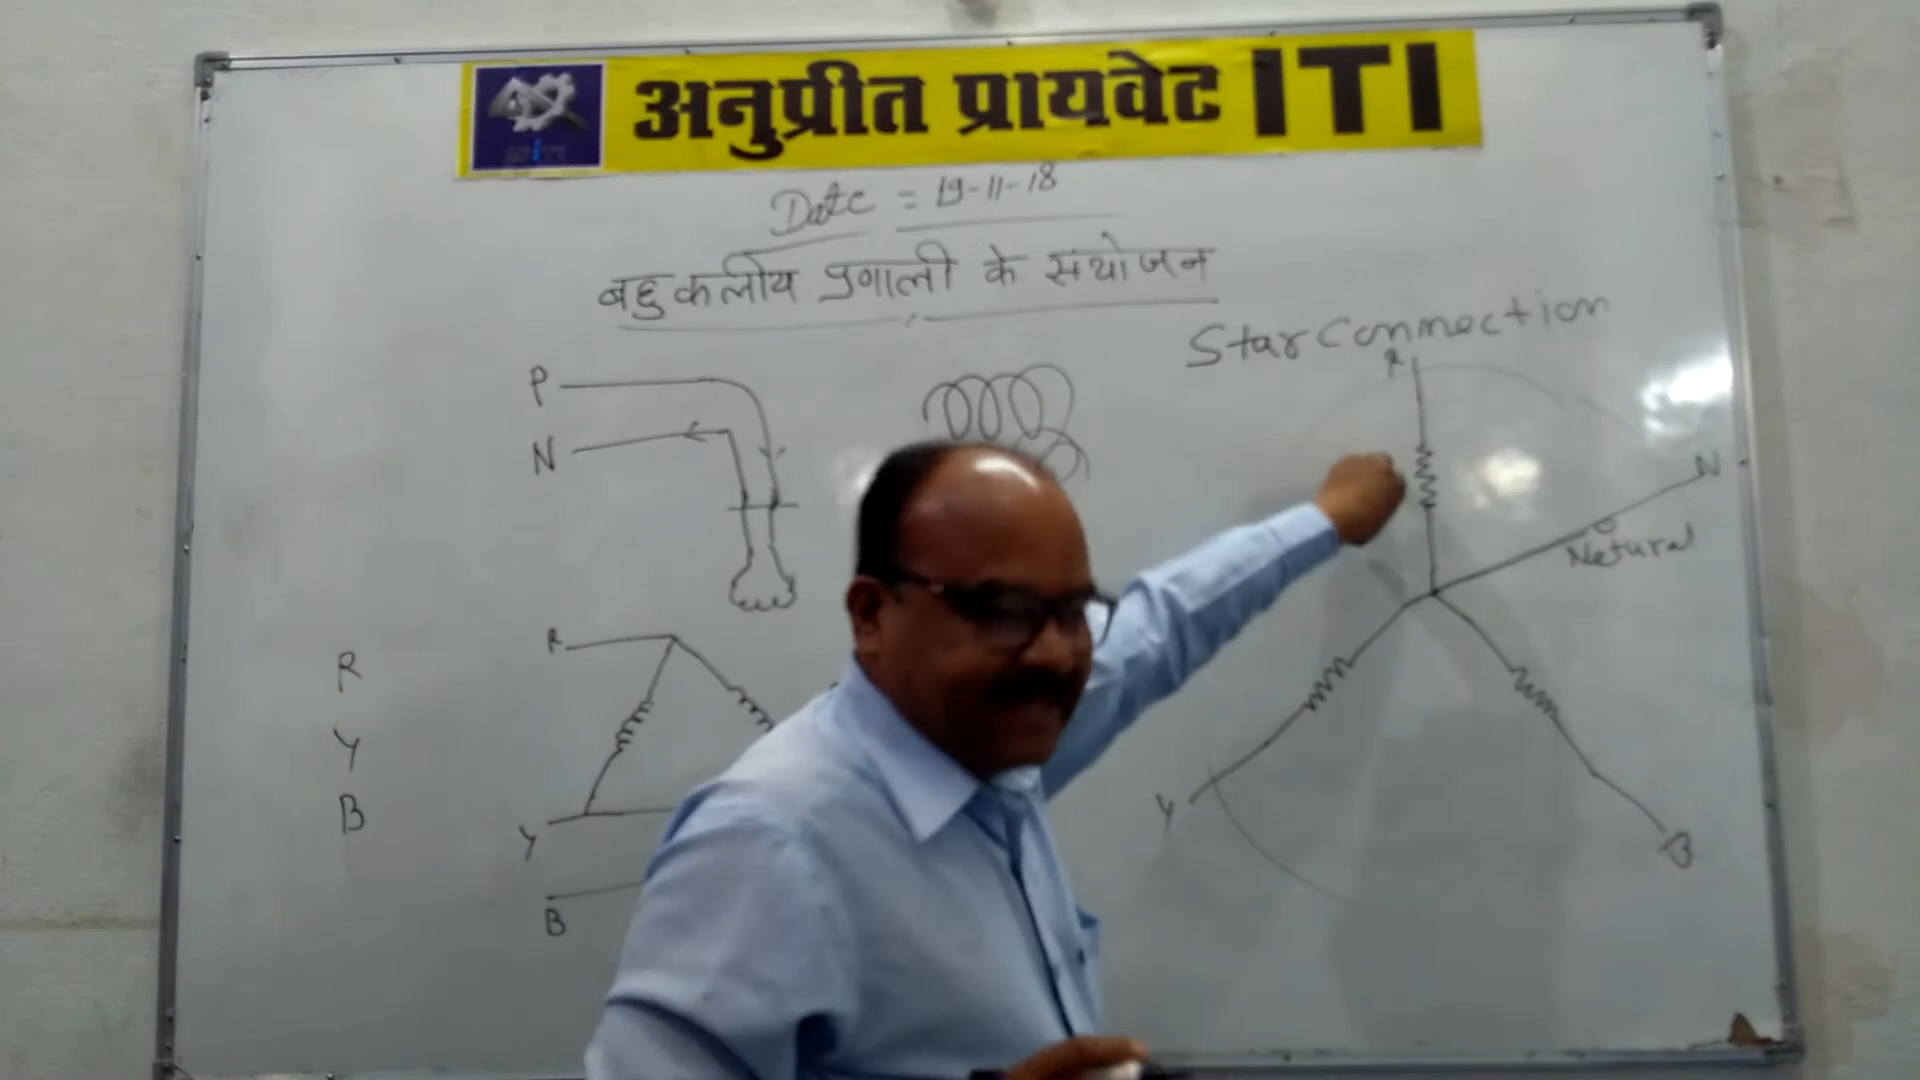 अनुप्रीत प्रायवेट ITI
Date = 19-11-18
बहुकलीय प्रणाली के संयोजन
Star Connection
P
N
R
N
Netural
Y
B
R
Y
B
R
Y
B